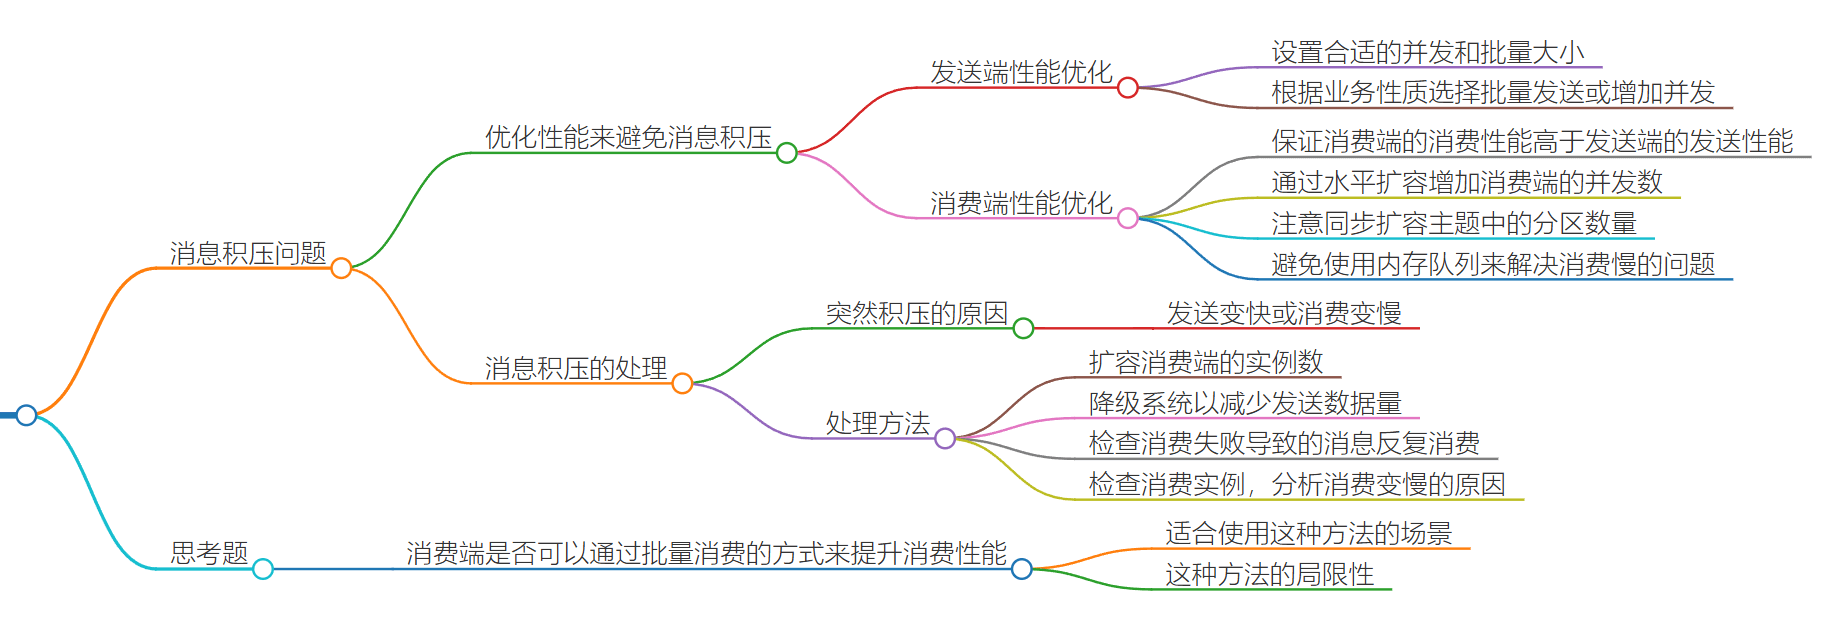 消息积压问题
优化性能来避免消息积压
发送端性能优化
设置合适的并发和批量大小
根据业务性质选择批量发送或增加并发
消费端性能优化
保证消费端的消费性能高于发送端的发送性能
通过水平扩容增加消费端的并发数
注意同步扩容主题中的分区数量
避免使用内存队列来解决消费慢的问题
消息积压的处理
突然积压的原因
发送变快或消费变慢
处理方法
扩容消费端的实例数
降级系统以减少发送数据量
检查消费失败导致的消息反复消费
检查消费实例，分析消费变慢的原因
思考题
消费端是否可以通过批量消费的方式来提升消费性能
适合使用这种方法的场景
这种方法的局限性